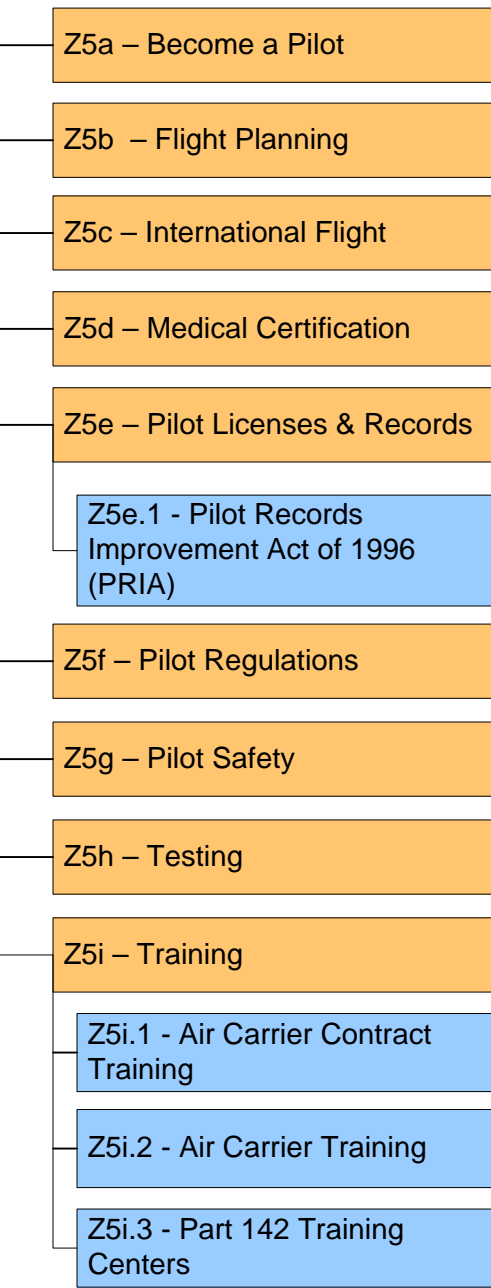 Z5a – Become a Pilot
Z5b  – Flight Planning
Z5c – International Flight
Z5d – Medical Certification
Z5e – Pilot Licenses & Records
Z5e.1 - Pilot Records
Improvement Act of 1996
(PRIA)
Z5f – Pilot Regulations
Z5g – Pilot Safety
Z5h – Testing
Z5i – Training
Z5i.1 - Air Carrier Contract
Training
Z5i.2 - Air Carrier Training
Z5i.3 - Part 142 Training
Centers